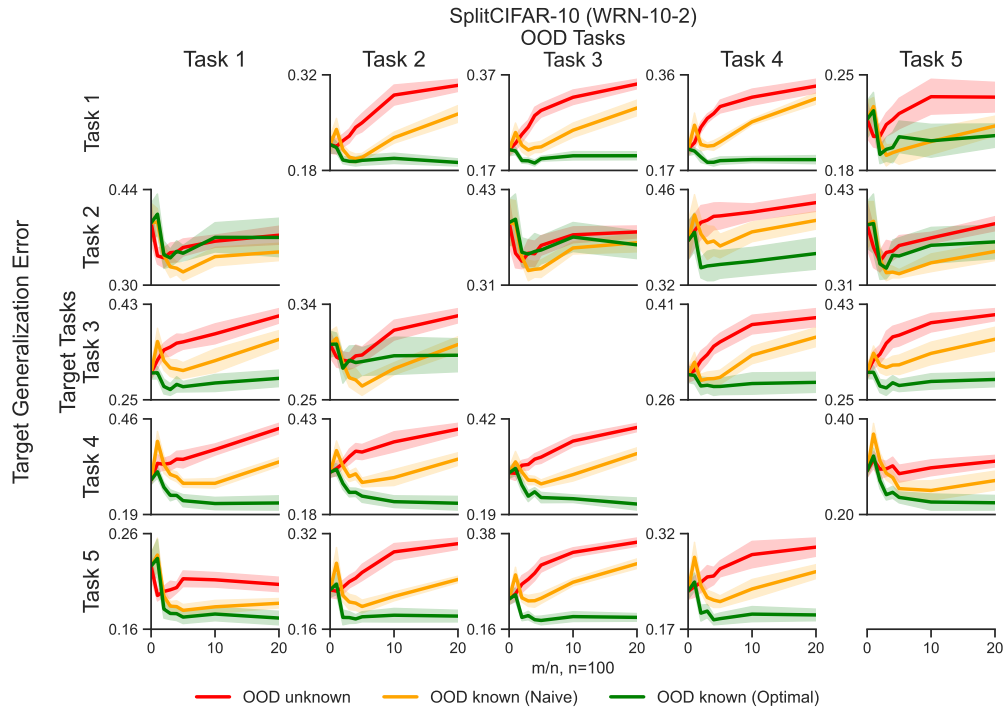 SplitCIFAR-10 (WRN-10-2)
OOD Tasks
Task 1 Task 2 Task 3 Task 4 Task 5
Target Generalization Error
Target Tasks
Task 1
0.32 0.37 0.36 0.25
0.18 0.17 0.17 0.18
Task 2
0.44 0.43 0.46 0.43
0.30 0.31 0.32 0.31
Task 3
0.43 0.34 0.41 0.43
0.25 0.25 0.26 0.25
Task 4
0.46 0.43 0.42 0.40
0.19 0.18 0.19 0.20
Task 5
0.26 0.32 0.38 0.32
0.16 0.16 0.16 0.17
0 10 20 0 10 20 0 10 20 0 10 20 0 10 20
m/n, n=100
OOD unknown OOD known (Naive) OOD known (Optimal)